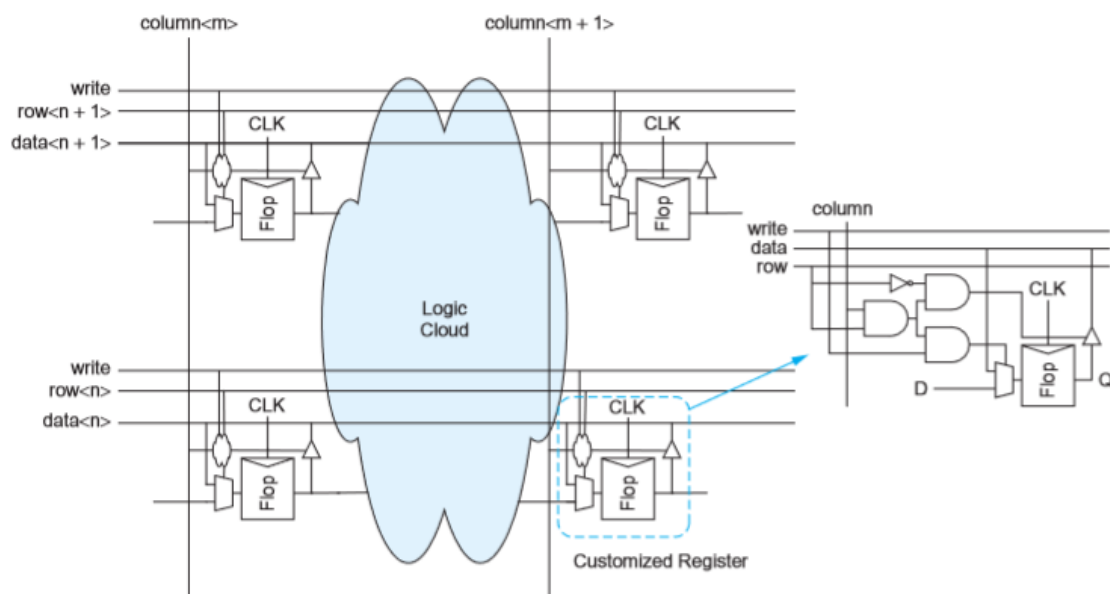 column<m>
column<m + 1>
write
row<n + 1>
data<n + 1>
CLK
CLK
Flop
Flop
column
write
data
row
CLK
D
Flop
Q
Logic
Cloud
write
row<n>
data<n>
CLK
CLK
Flop
Flop
Customized Register